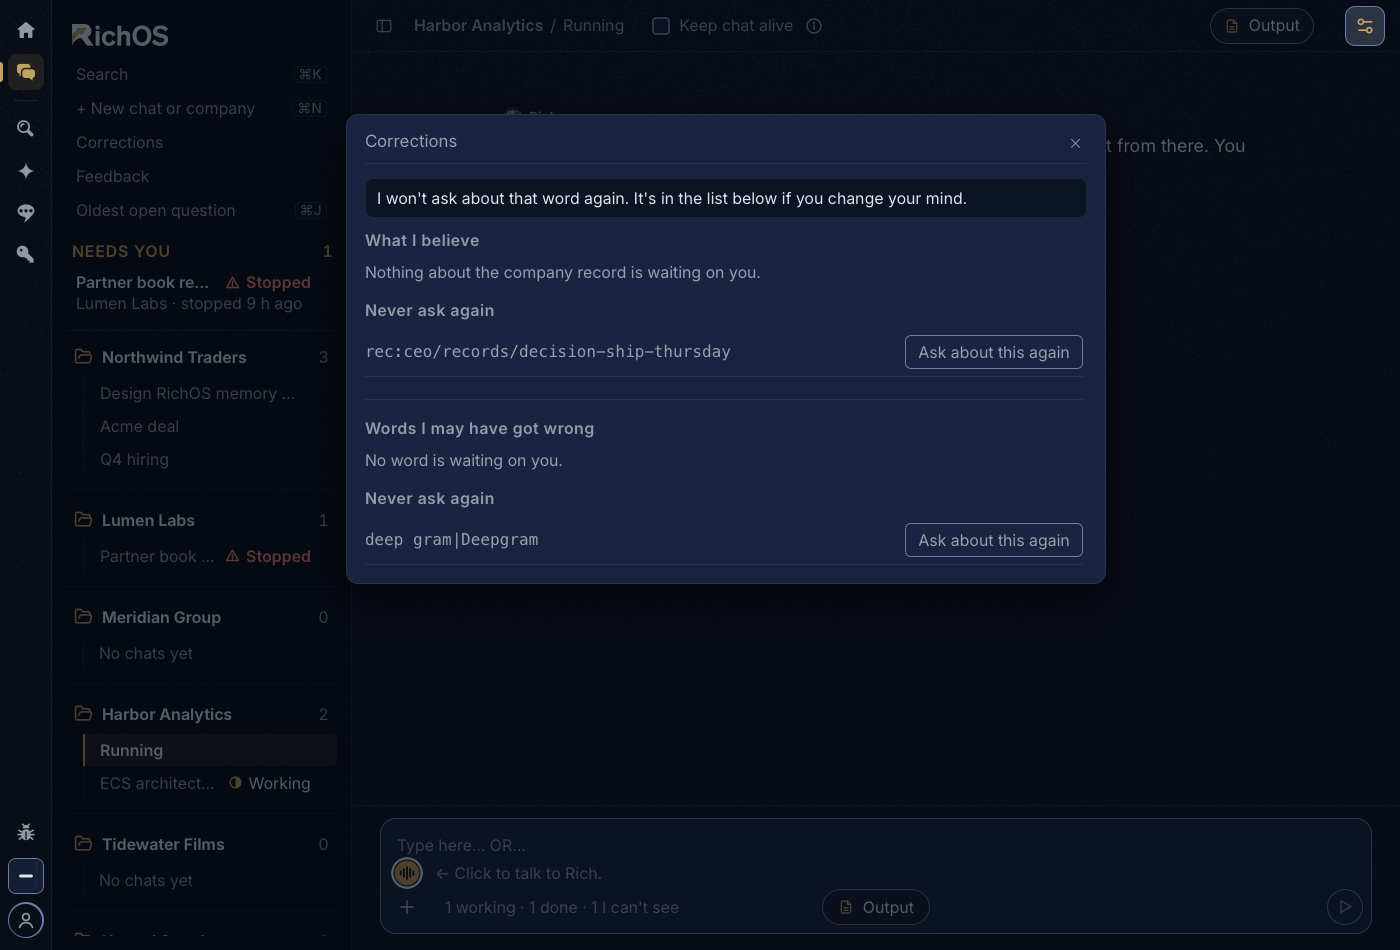 RichOS
Search ⌘K
+ New chat or company ⌘N
Corrections
Feedback
Oldest open question ⌘J
NEEDS YOU 1
Partner book re... Stopped
Lumen Labs · stopped 9 h ago
Northwind Traders 3
Design RichOS memory ...
Acme deal
Q4 hiring
Lumen Labs 1
Partner book ... Stopped
Meridian Group 0
No chats yet
Harbor Analytics 2
Running
ECS architect... Working
Tidewater Films 0
No chats yet
Harbor Analytics / Running Keep chat alive Output
t from there. You
Corrections
I won't ask about that word again. It's in the list below if you change your mind.
What I believe
Nothing about the company record is waiting on you.
Never ask again
rec:ceo/records/decision-ship-thursday Ask about this again
Words I may have got wrong
No word is waiting on you.
Never ask again
deep gram|Deepgram Ask about this again
Type here... OR...
← Click to talk to Rich.
1 working · 1 done · 1 I can't see Output